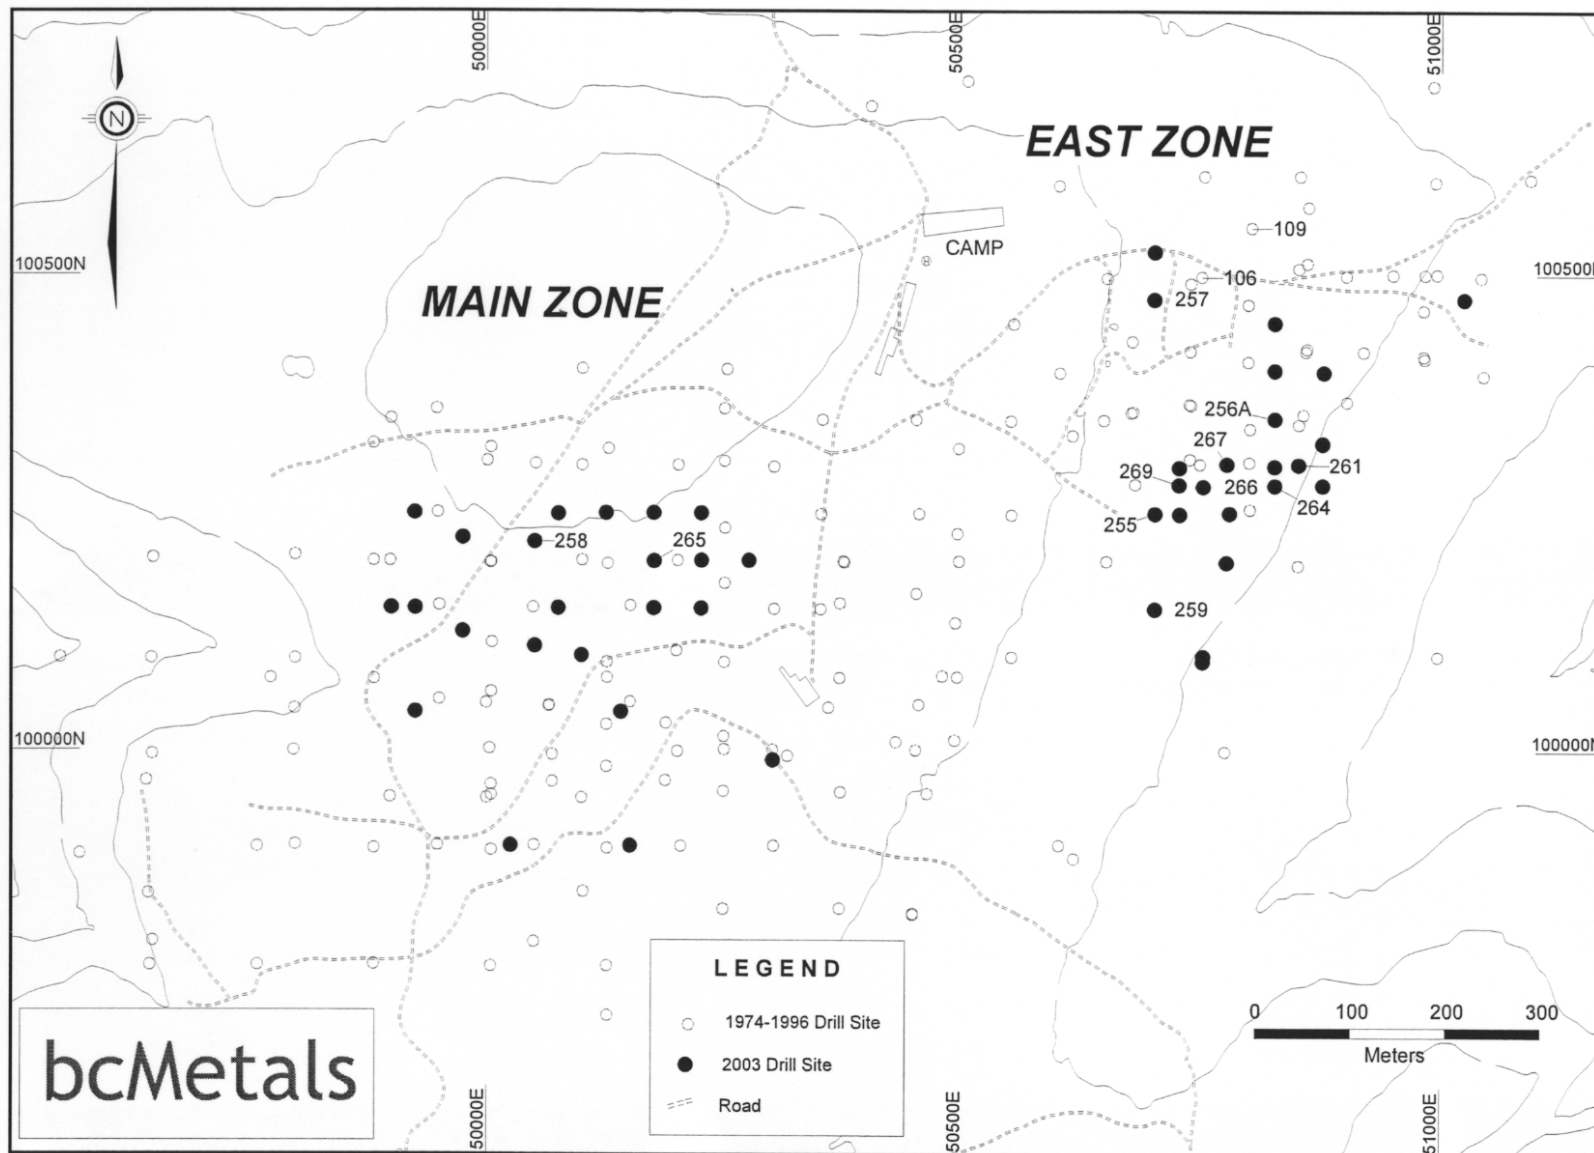 50000E
50500E
51000E
N
EAST ZONE
109
CAMP
100500N
100500N
106
MAIN ZONE
257
256A
267
269
266
261
264
255
258
265
259
100000N
100000N
LEGEND
1974-1996 Drill Site
2003 Drill Site
Road
0 100 200 300
Meters
bcMetals
50000E
50500E
51000E